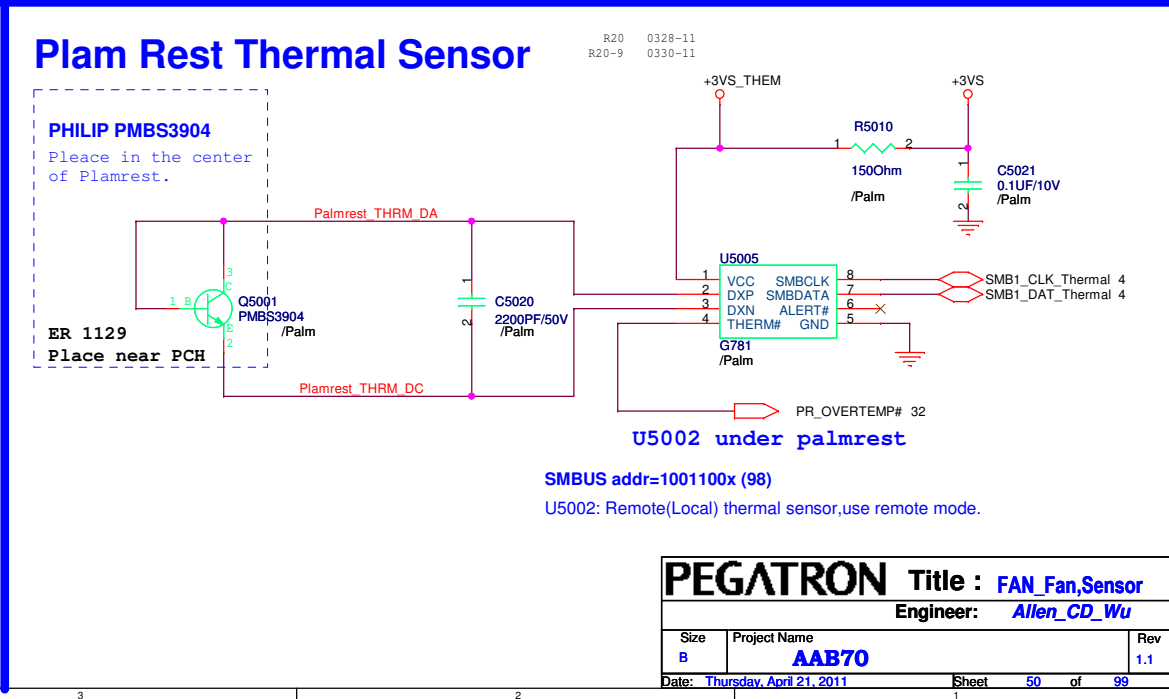 Plam Rest Thermal Sensor
R20 0328-11
R20-9 0330-11
PHILIP PMBS3904
Pleace in the center
of Plamrest.
+3VS_THEM
+3VS
R5010
1 2
150Ohm
/Palm
1
C5021
0.1UF/10V
/Palm
2
Palmrest_THRM_DA
3
C
1 B
Q5001
PMBS3904
/Palm
E
2
ER 1129
Place near PCH
1
C5020
2200PF/50V
/Palm
2
Plamrest_THRM_DC
U5005
1 VCC SMBCLK 8
2 DXP SMBDATA 7
3 DXN ALERT# 6
4 THERM# GND 5
G781
/Palm
SMB1_CLK_Thermal 4
SMB1_DAT_Thermal 4
PR_OVERTEMP# 32
U5002 under palmrest
SMBUS addr=1001100x (98)
U5002: Remote(Local) thermal sensor,use remote mode.
PEGATRON Title : FAN_Fan,Sensor
Engineer: Allen_CD_Wu
Size Project Name Rev
B AAB70 1.1
Date: Thursday, April 21, 2011 Sheet 50 of 99
3 2 1